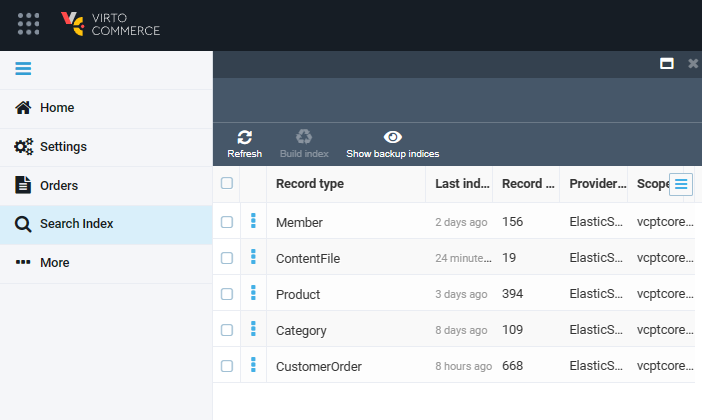 VIRTO
COMMERCE
Home
Settings
Orders
Search Index
More
Refresh
Build index
Show backup indices
Record type Last ind... Record ... Provider... Scope
Member 2 days ago 156 ElasticS... vcptcore...
ContentFile 24 minute... 19 ElasticS... vcptcore...
Product 3 days ago 394 ElasticS... vcptcore...
Category 8 days ago 109 ElasticS... vcptcore...
CustomerOrder 8 hours ago 668 ElasticS... vcptcore...